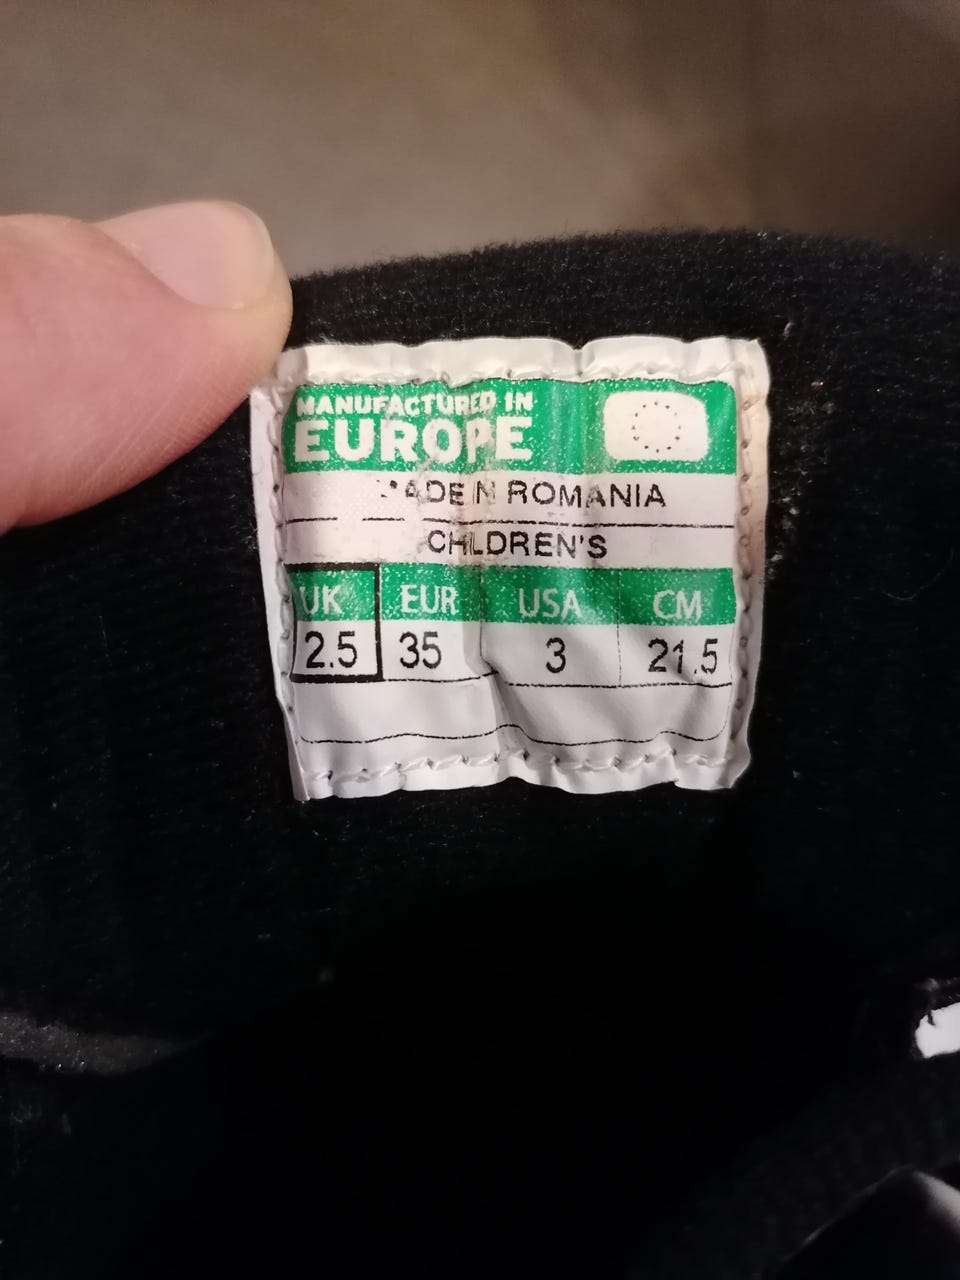 MANUFACTURED IN
EUROPE
MADE IN ROMANIA
CHILDREN'S
UK EUR USA CM
2.5 35 3 21.5